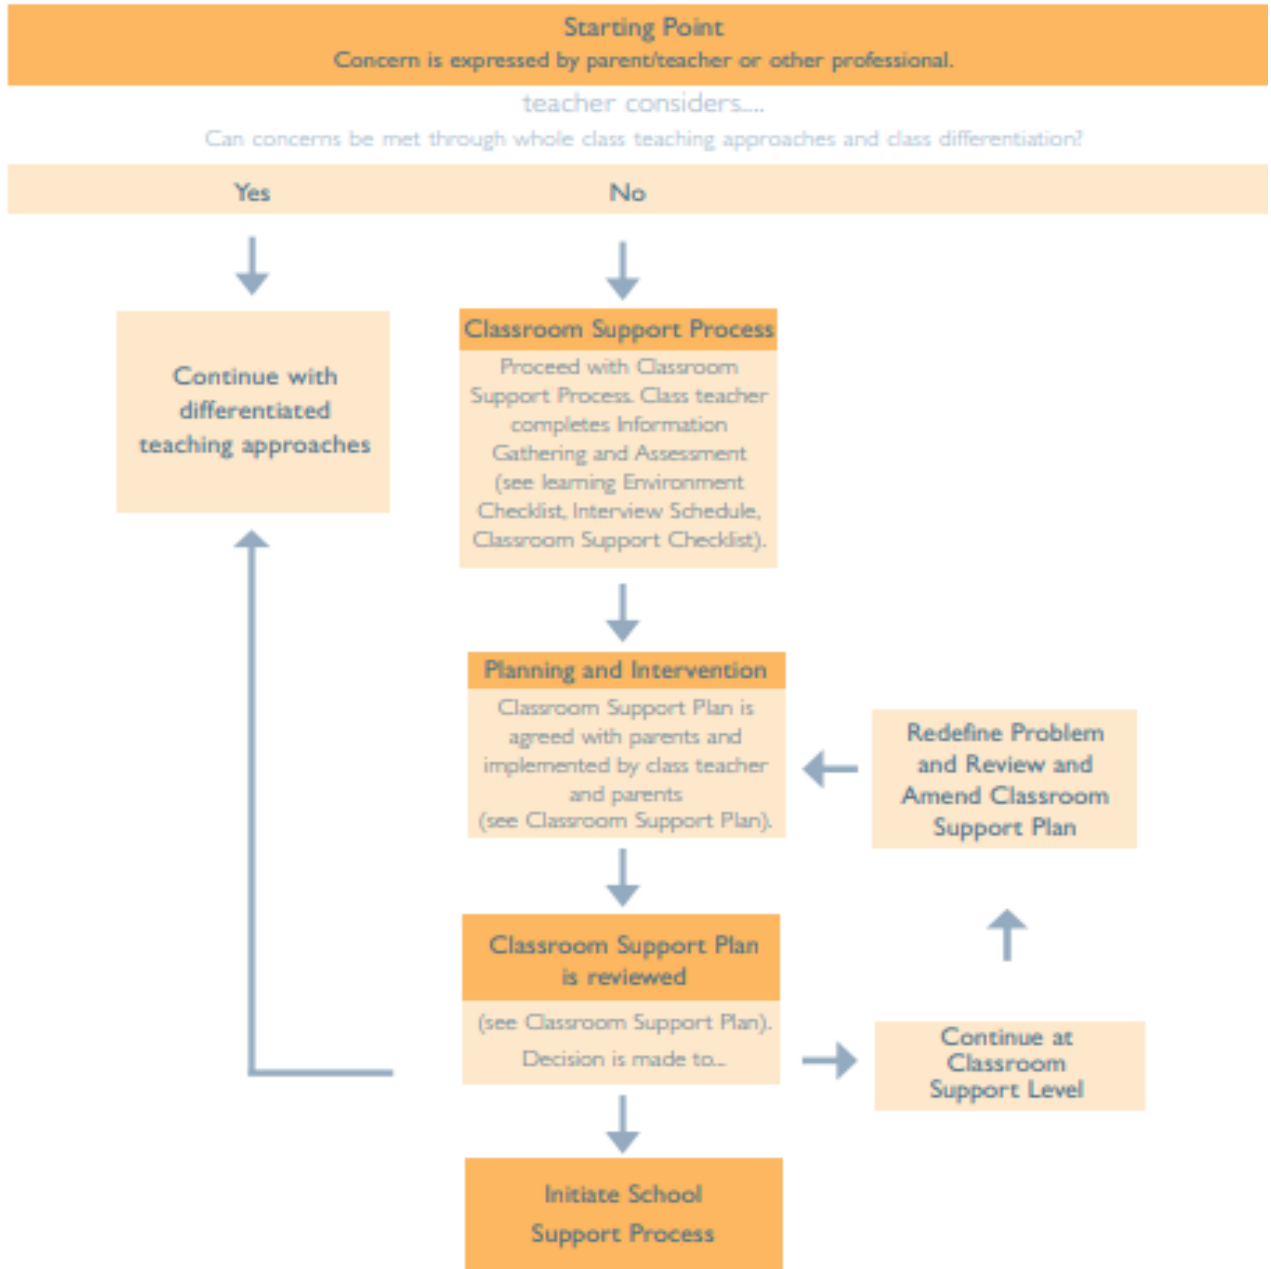 Starting Point
Concern is expressed by parent/teacher or other professional.
teacher considers....
Can concerns be met through whole class teaching approaches and class differentiation?
Yes
No
Continue with
differentiated
teaching approaches
Classroom Support Process
Proceed with Classroom
Support Process. Class teacher
completes Information
Gathering and Assessment
(see learning Environment
Checklist, Interview Schedule,
Classroom Support Checklist).
Planning and Intervention
Classroom Support Plan is
agreed with parents and
implemented by class teacher
and parents
(see Classroom Support Plan).
Redefine Problem
and Review and
Amend Classroom
Support Plan
Classroom Support Plan
is reviewed
(see Classroom Support Plan).
Decision is made to...
Continue at
Classroom
Support Level
Initiate School
Support Process